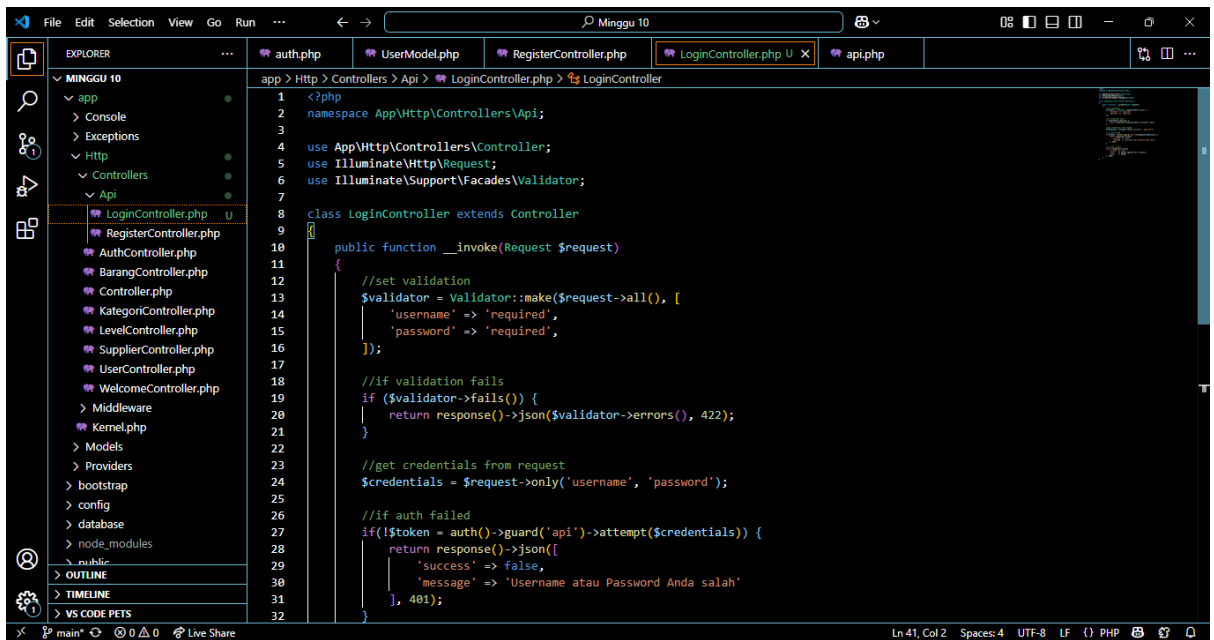 File Edit Selection View Go Run ··· ← → Minggu 10
EXPLORER ···
MINGGU 10
app
Console
Exceptions
Http
Controllers
Api
LoginController.php U
RegisterController.php
AuthController.php
BarangController.php
Controller.php
KategoriController.php
LevelController.php
SupplierController.php
UserController.php
WelcomeController.php
Middleware
Kernel.php
Models
Providers
bootstrap
config
database
node_modules
public
OUTLINE
TIMELINE
VS CODE PETS
auth.php UserModel.php RegisterController.php LoginController.php U × api.php
app > Http > Controllers > Api > LoginController.php > LoginController
1 <?php
2 namespace App\Http\Controllers\Api;
3
4 use App\Http\Controllers\Controller;
5 use Illuminate\Http\Request;
6 use Illuminate\Support\Facades\Validator;
7
8 class LoginController extends Controller
9 {
10     public function __invoke(Request $request)
11     {
12         //set validation
13         $validator = Validator::make($request->all(), [
14             'username' => 'required',
15             'password' => 'required',
16         ]);
17
18         //if validation fails
19         if ($validator->fails()) {
20             return response()->json($validator->errors(), 422);
21         }
22
23         //get credentials from request
24         $credentials = $request->only('username', 'password');
25
26         //if auth failed
27         if(!$token = auth()->guard('api')->attempt($credentials)) {
28             return response()->json([
29                 'success' => false,
30                 'message' => 'Username atau Password Anda salah'
31             ], 401);
32         }
main* 0 0 Live Share Ln 41, Col 2 Spaces: 4 UTF-8 LF {} PHP